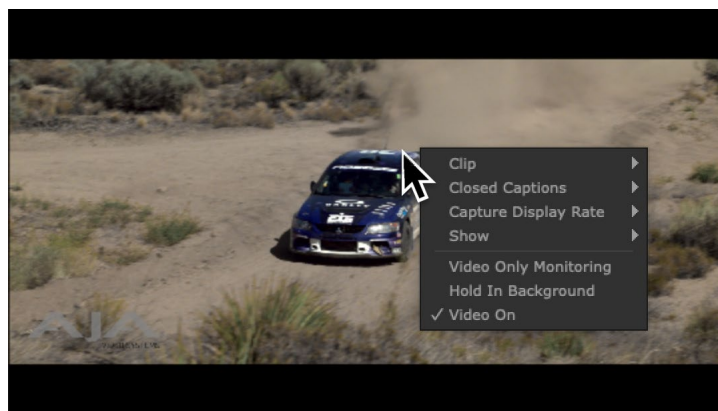 Clip
Closed Captions
Capture Display Rate
Show
Video Only Monitoring
Hold In Background
✓ Video On
AJA